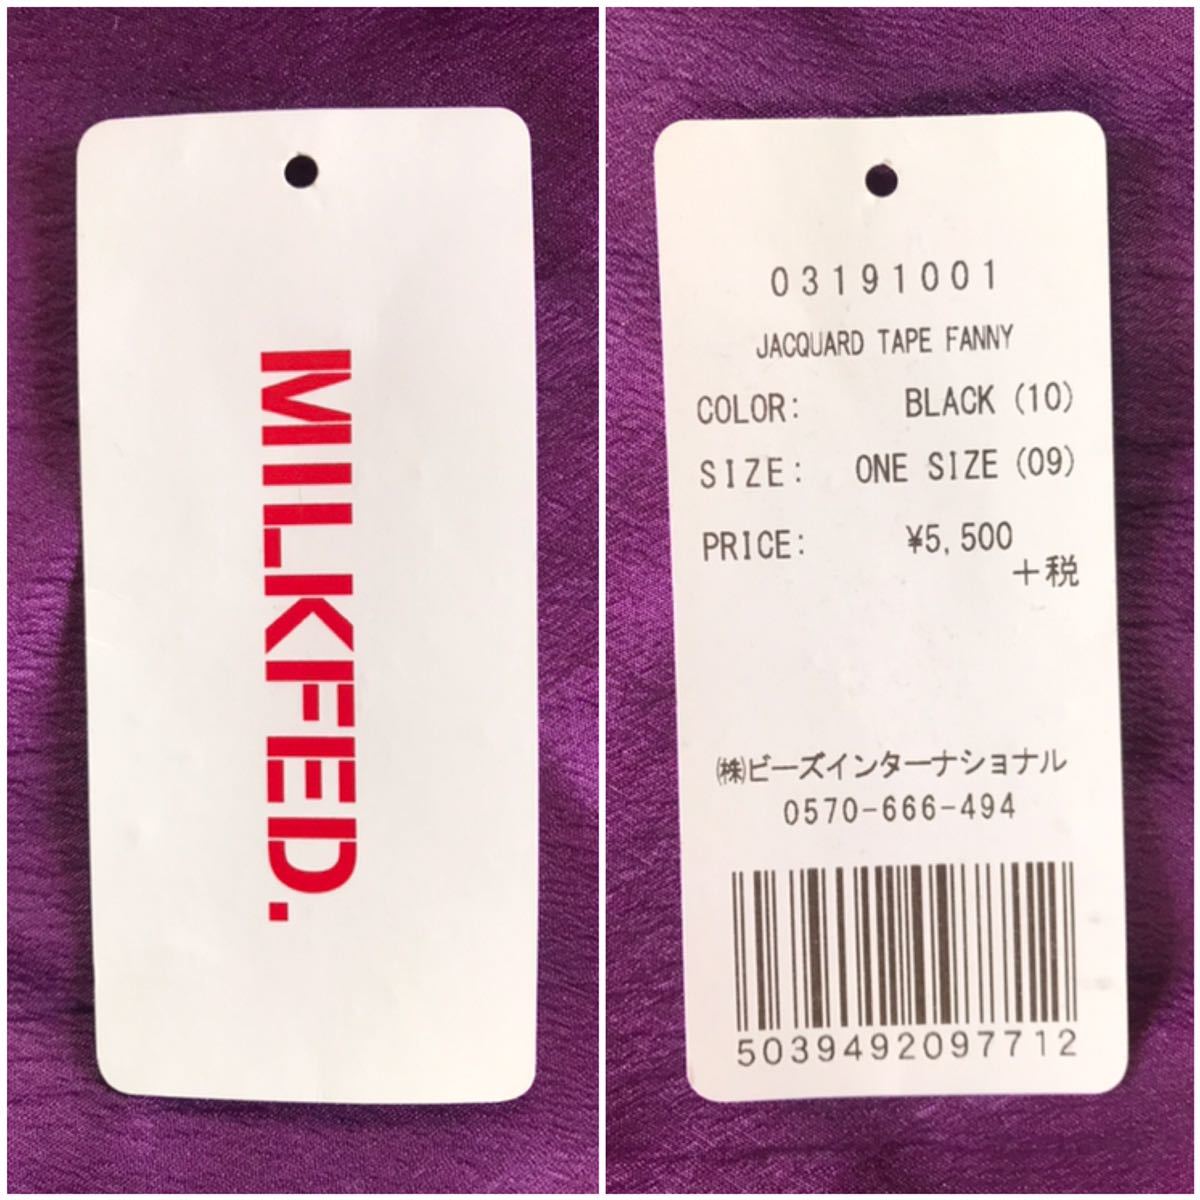 MILKFED.
03191001
JACQUARD TAPE FANNY
COLOR: BLACK (10)
SIZE: ONE SIZE (09)
PRICE: ¥5,500
+税
㈱ビーズインターナショナル
0570-666-494
5039492097712